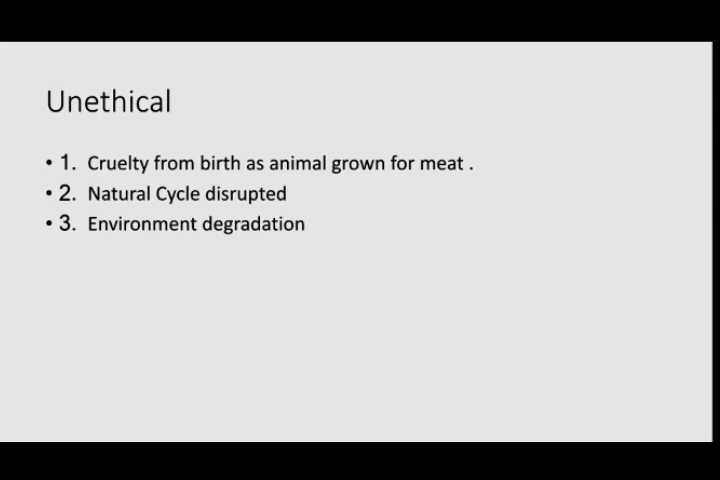 Unethical
• 1. Cruelty from birth as animal grown for meat .
• 2. Natural Cycle disrupted
• 3. Environment degradation